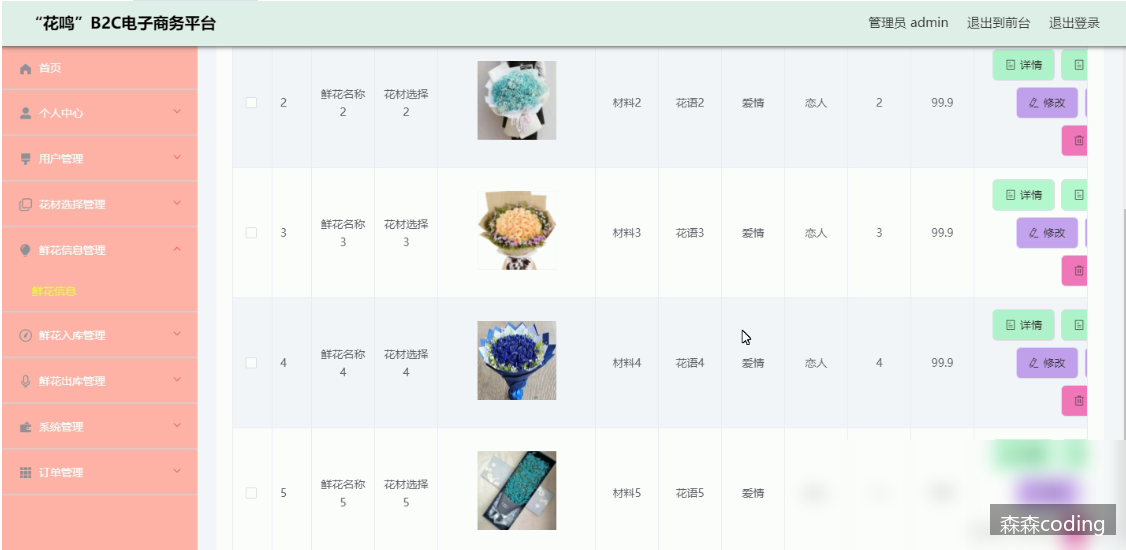 “花鸣”B2C电子商务平台
管理员 admin 退出到前台 退出登录
首页
个人中心
用户管理
花材选择管理
鲜花信息管理
鲜花信息
鲜花入库管理
鲜花出库管理
系统管理
订单管理
详情
2 鲜花名称 花材选择 材料2 花语2 爱情 恋人 2 99.9 修改
2 2
详情
3 鲜花名称 花材选择 材料3 花语3 爱情 恋人 3 99.9 修改
3 3
详情
4 鲜花名称 花材选择 材料4 花语4 爱情 恋人 4 99.9 修改
4 4
5 鲜花名称 花材选择 材料5 花语5 爱情
5 5
森森coding